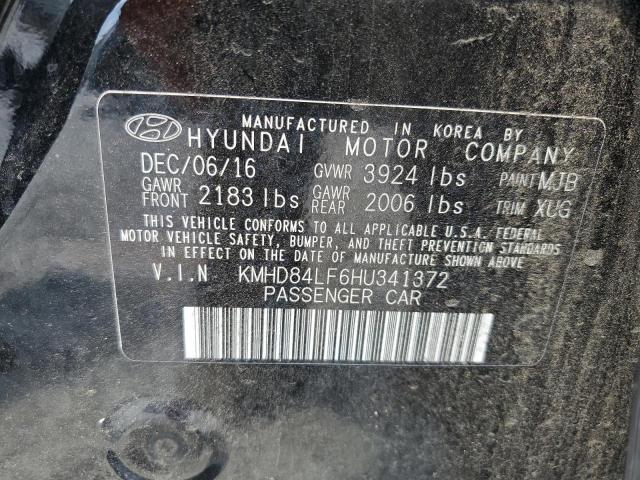 MANUFACTURED IN KOREA BY
HYUNDAI MOTOR COMPANY
DEC/06/16 GVWR 3924 lbs PAINT MJB
GAWR FRONT 2183 lbs GAWR REAR 2006 lbs TRIM XUG
THIS VEHICLE CONFORMS TO ALL APPLICABLE U.S.A. FEDERAL
MOTOR VEHICLE SAFETY, BUMPER, AND THEFT PREVENTION STANDARDS
IN EFFECT ON THE DATE OF MANUFACTURE SHOWN ABOVE
V.I.N KMHD84LF6HU341372
PASSENGER CAR